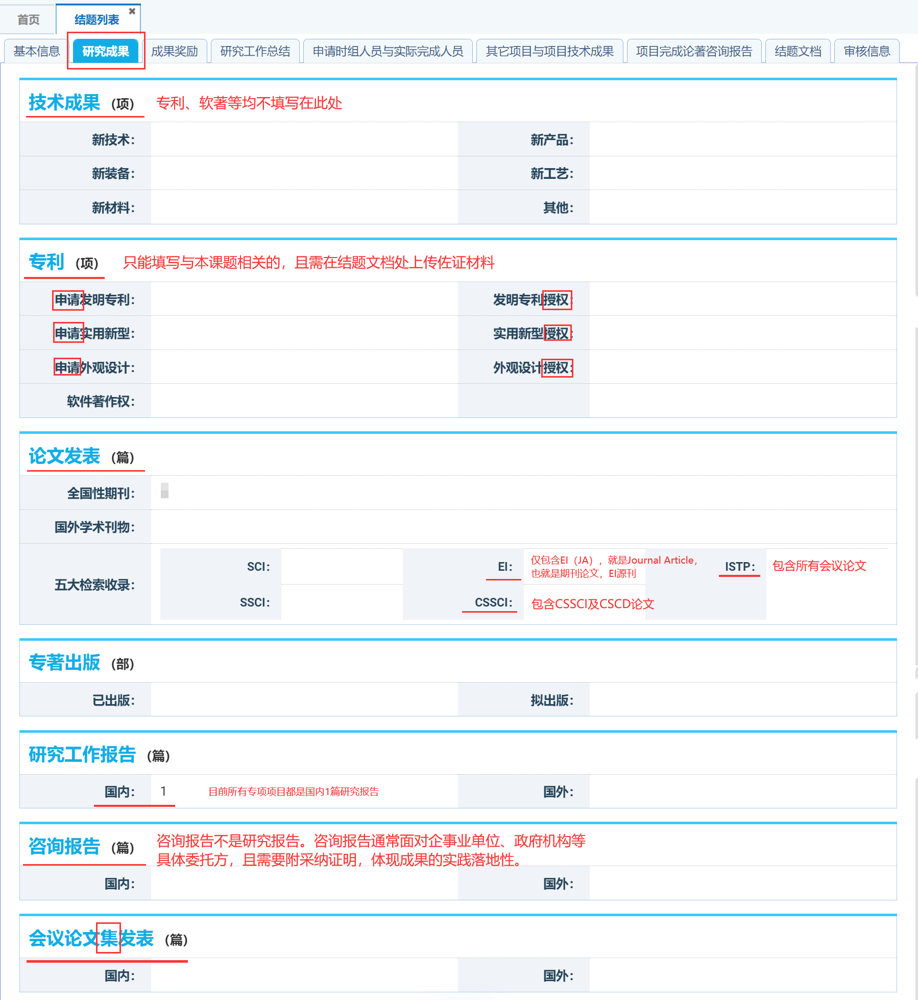 首页
结题列表
基本信息
研究成果
成果奖励
研究工作总结
申请时组人员与实际完成人员
其它项目与项目技术成果
项目完成论著咨询报告
结题文档
审核信息
技术成果 (项) 专利、软著等均不填写在此处
新技术：
新产品：
新装备：
新工艺：
新材料：
其他：
专利 (项) 只能填写与本课题相关的，且需在结题文档处上传佐证材料
申请发明专利：
发明专利授权：
申请实用新型：
实用新型授权：
申请外观设计：
外观设计授权：
软件著作权：
论文发表 (篇)
全国性期刊：
国外学术刊物：
五大检索收录：
SCI：
EI：
仅包含EI（JA），就是Journal Article，
也就是期刊论文，EI源刊
ISTP：
包含所有会议论文
SSCI：
CSSCI：
包含CSSCI及CSCD论文
专著出版 (部)
已出版：
拟出版：
研究工作报告 (篇)
国内： 1 目前所有专项项目都是国内1篇研究报告
国外：
咨询报告 (篇)
咨询报告不是研究报告。咨询报告通常面对企事业单位、政府机构等
具体委托方，且需要附采纳证明，体现成果的实践落地性。
国内：
国外：
会议论文集发表 (篇)
国内：
国外：